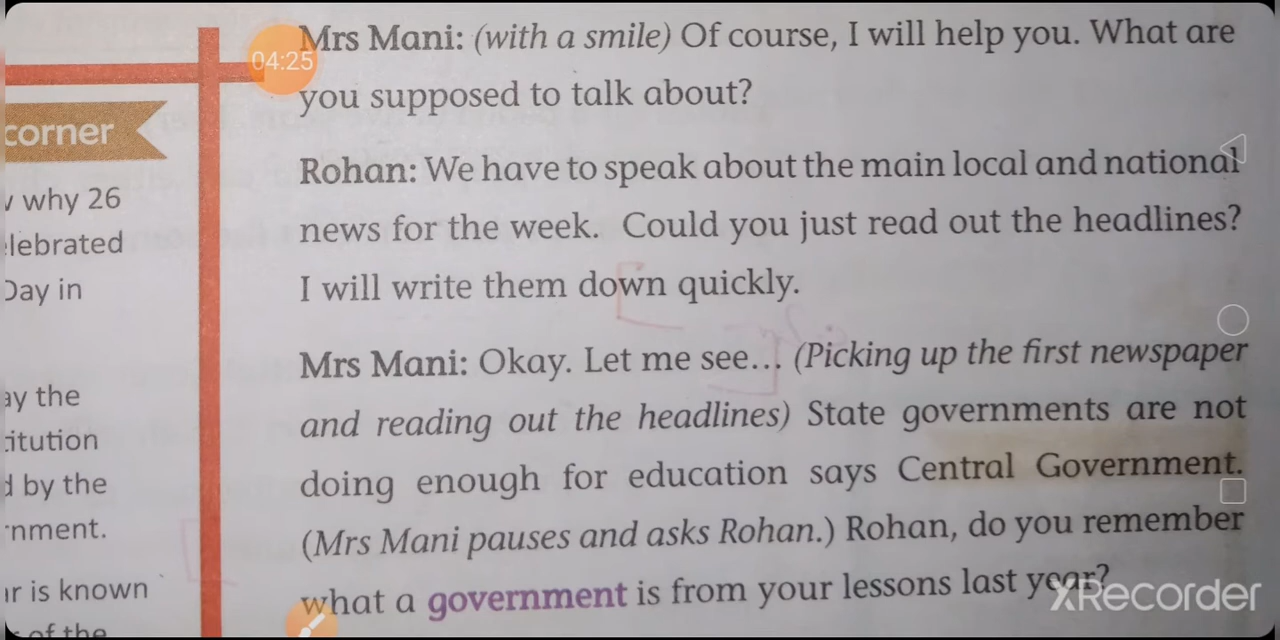 Mrs Mani: (with a smile) Of course, I will help you. What are
04:25
you supposed to talk about?
corner
Rohan: We have to speak about the main local and national
why 26
news for the week. Could you just read out the headlines?
lebrated
Day in
I will write them down quickly.
Mrs Mani: Okay. Let me see... (Picking up the first newspaper
ay the
and reading out the headlines) State governments are not
titution
doing enough for education says Central Government.
d by the
(Mrs Mani pauses and asks Rohan.) Rohan, do you remember
rnment.
what a government is from your lessons last year?
ar is known
of the
XRecorder